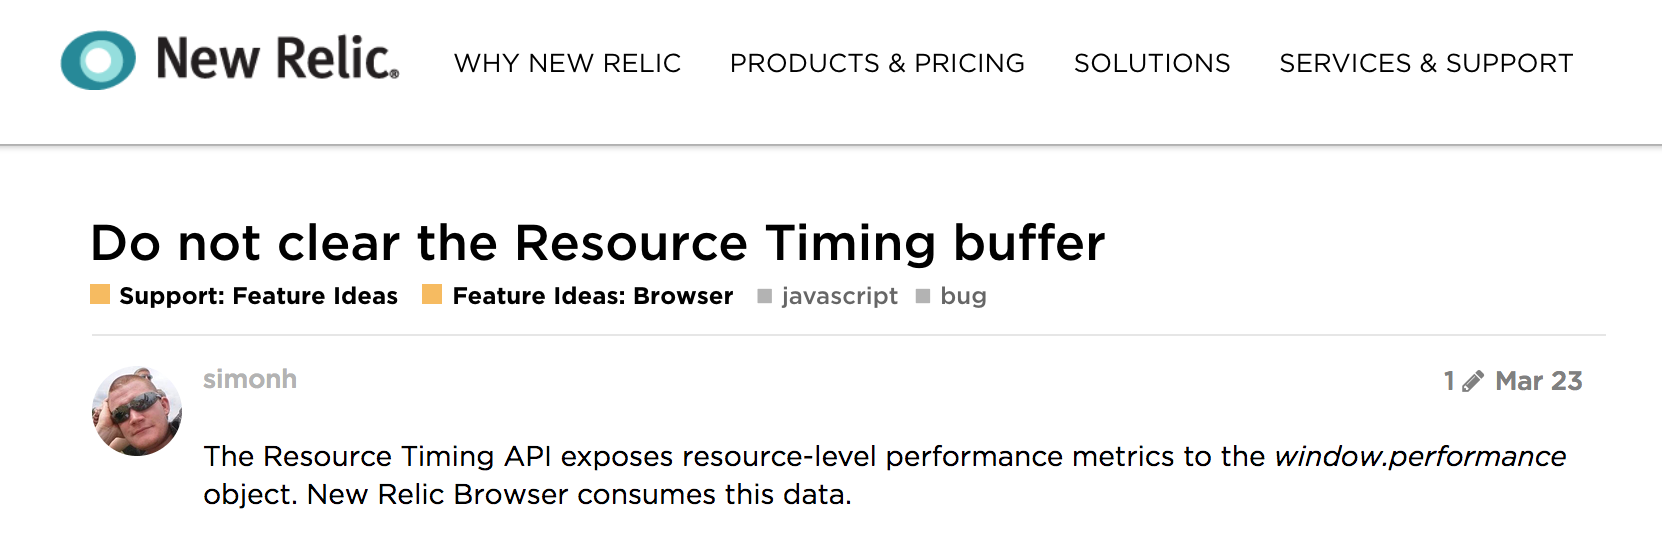 New Relic®
WHY NEW RELIC PRODUCTS & PRICING SOLUTIONS SERVICES & SUPPORT
Do not clear the Resource Timing buffer
Support: Feature Ideas Feature Ideas: Browser javascript bug
simonh 1 Mar 23
The Resource Timing API exposes resource-level performance metrics to the window.performance
object. New Relic Browser consumes this data.